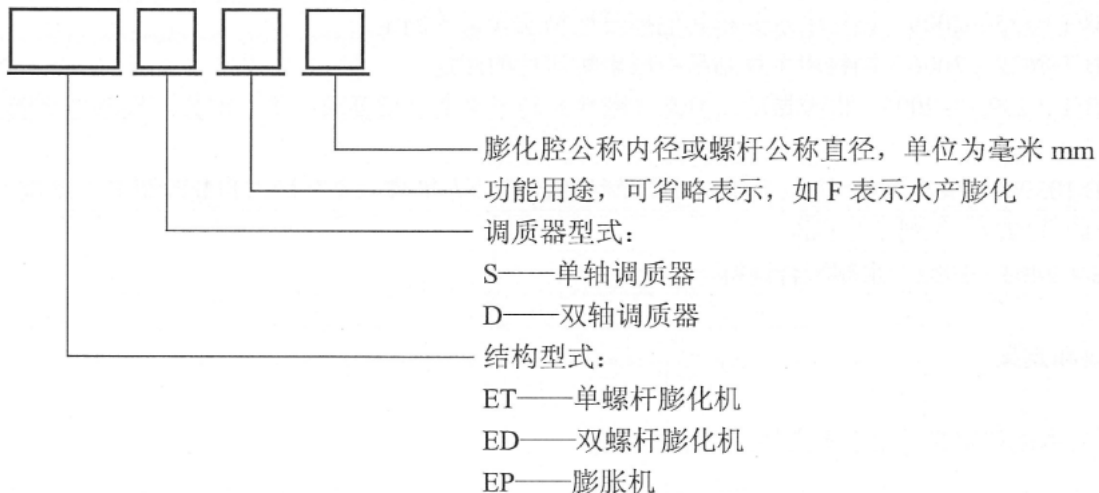 膨化腔公称内径或螺杆公称直径，单位为毫米 mm
功能用途，可省略表示，如 F 表示水产膨化
调质器型式：
S——单轴调质器
D——双轴调质器
结构型式：
ET——单螺杆膨化机
ED——双螺杆膨化机
EP——膨胀机